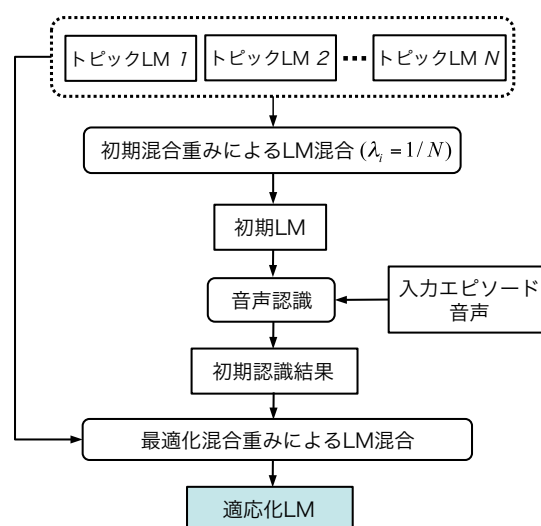 トピックLM 1 トピックLM 2 ・・・ トピックLM N
初期混合重みによるLM混合 (λi = 1/N)
初期LM
音声認識
入力エピソード
音声
初期認識結果
最適化混合重みによるLM混合
適応化LM